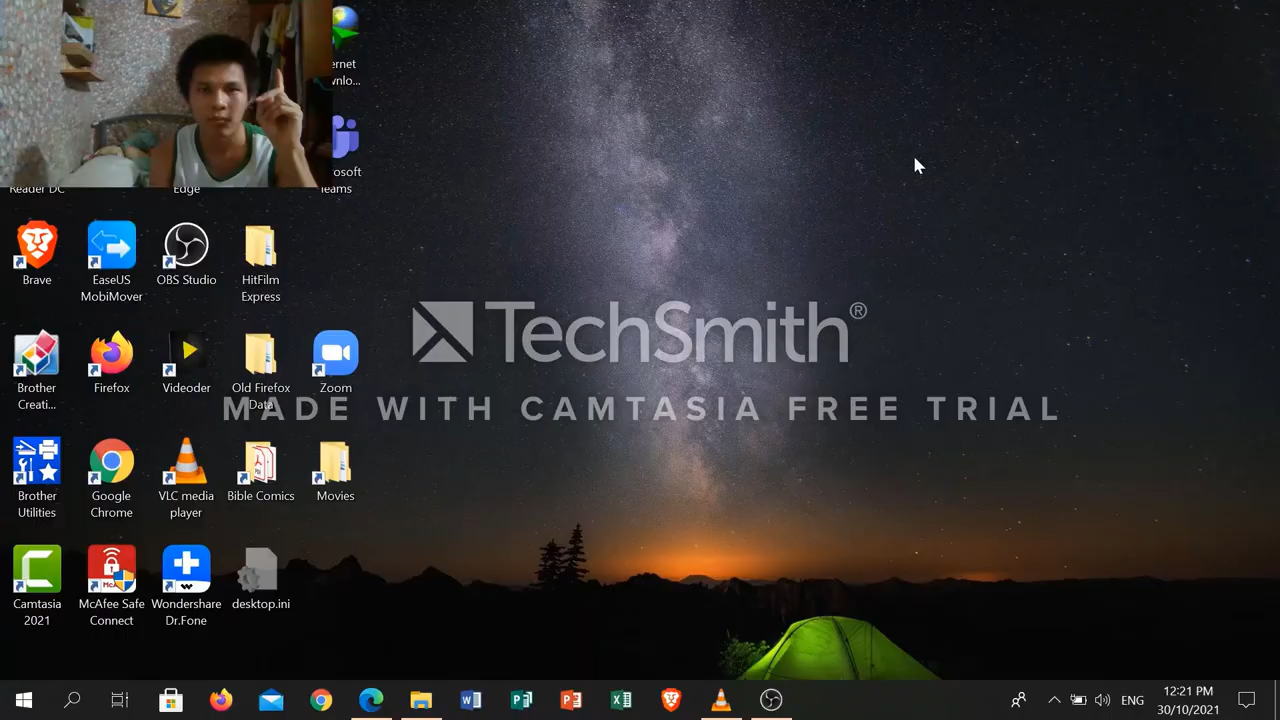 ernet
wnlo...
osoft
Teams
Reader DC
Edge
Brave
EaseUS
MobiMover
OBS Studio
HitFilm
Express
TechSmith®
Brother
Creati...
Firefox
Videoder
Old Firefox
Data
Zoom
MADE WITH CAMTASIA FREE TRIAL
Brother
Utilities
Google
Chrome
VLC media
player
Bible Comics
Movies
Camtasia
2021
McAfee Safe
Connect
Wondershare
Dr.Fone
desktop.ini
ENG
12:21 PM
30/10/2021